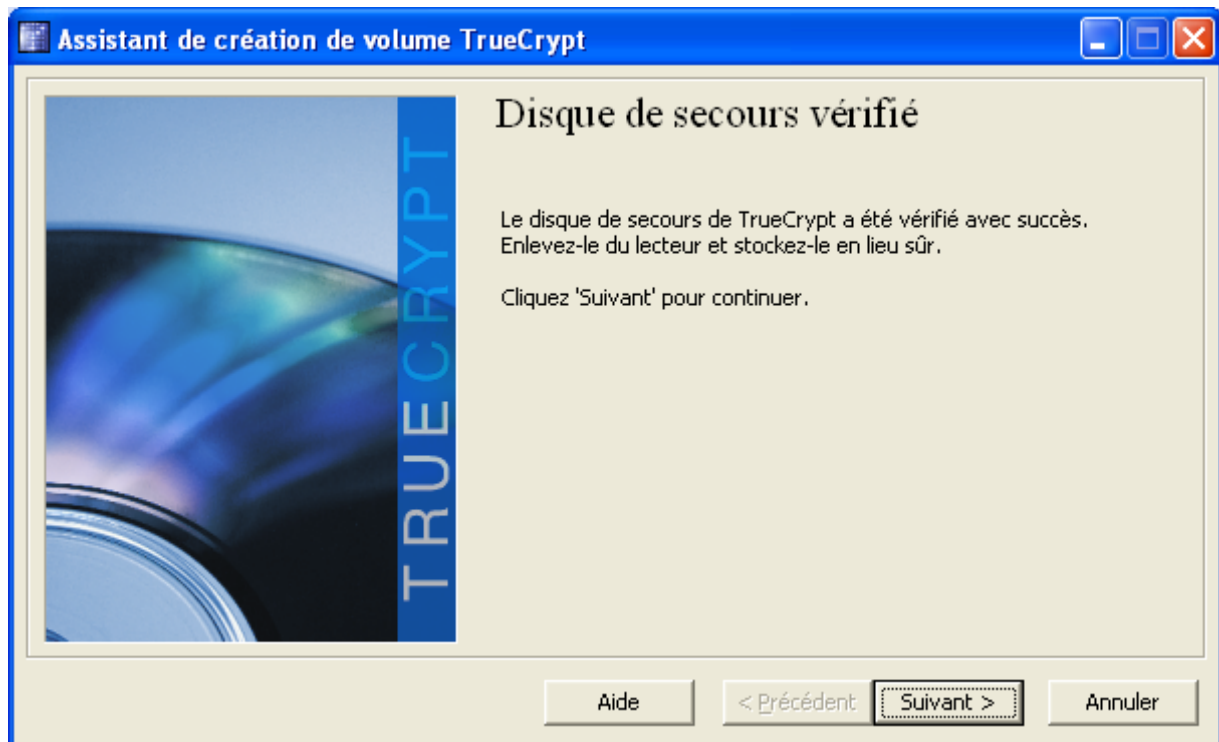 Assistant de création de volume TrueCrypt
TRUECRYPT
Disque de secours vérifié
Le disque de secours de TrueCrypt a été vérifié avec succès.
Enlevez-le du lecteur et stockez-le en lieu sûr.
Cliquez 'Suivant' pour continuer.
Aide
< Précédent
Suivant >
Annuler